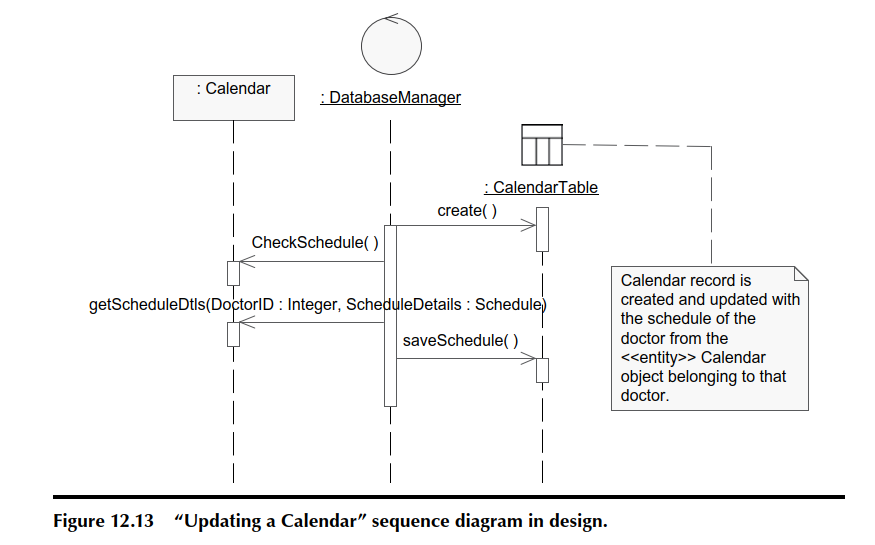 : Calendar
: DatabaseManager
: CalendarTable
create( )
CheckSchedule( )
getScheduleDtls(DoctorID : Integer, ScheduleDetails : Schedule)
saveSchedule( )
Calendar record is
created and updated with
the schedule of the
doctor from the
<<entity>> Calendar
object belonging to that
doctor.
Figure 12.13 “Updating a Calendar” sequence diagram in design.